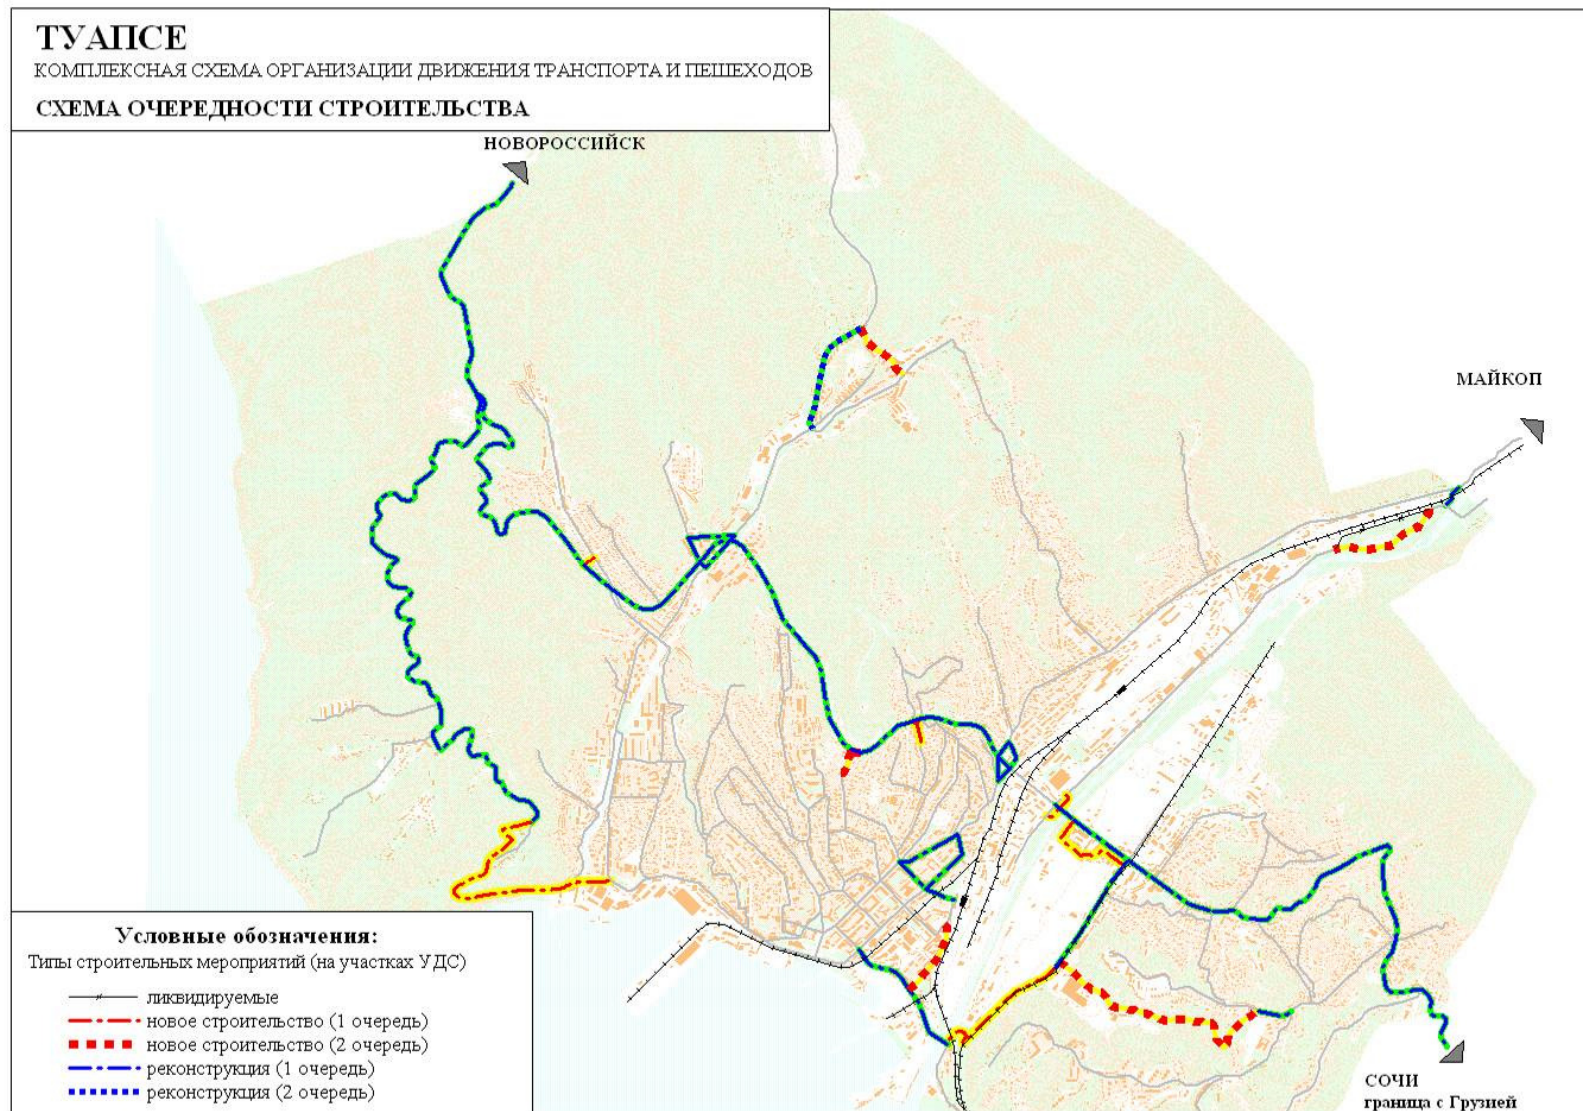 ТУАПСЕ
КОМПЛЕКСНАЯ СХЕМА ОРГАНИЗАЦИИ ДВИЖЕНИЯ ТРАНСПОРТА И ПЕШЕХОДОВ
СХЕМА ОЧЕРЕДНОСТИ СТРОИТЕЛЬСТВА
НОВОРОССИЙСК
МАЙКОП
Условные обозначения:
Типы строительных мероприятий (на участках УДС)
ликвидируемые
новое строительство (1 очередь)
новое строительство (2 очередь)
реконструкция (1 очередь)
реконструкция (2 очередь)
СОЧИ
граница с Грузией